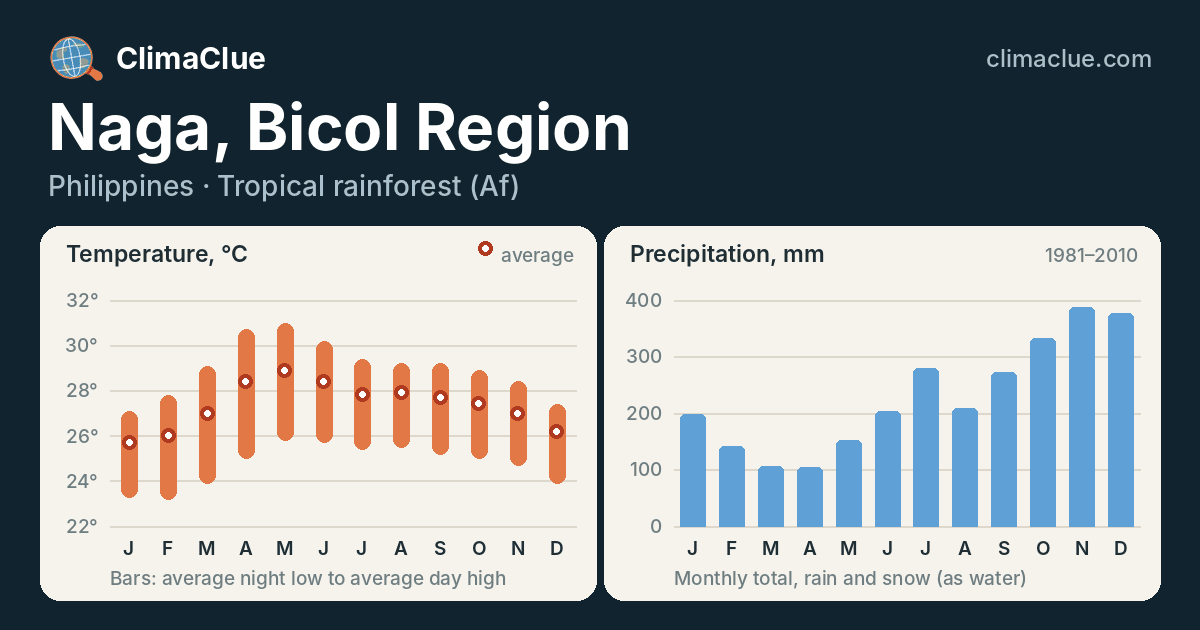 ClimaClue
climaclue.com
Naga, Bicol Region
Philippines · Tropical rainforest (Af)
Temperature, °C
average
32°
30°
28°
26°
24°
22°
J F M A M J J A S O N D
Bars: average night low to average day high
Precipitation, mm
1981–2010
400
300
200
100
0
J F M A M J J A S O N D
Monthly total, rain and snow (as water)